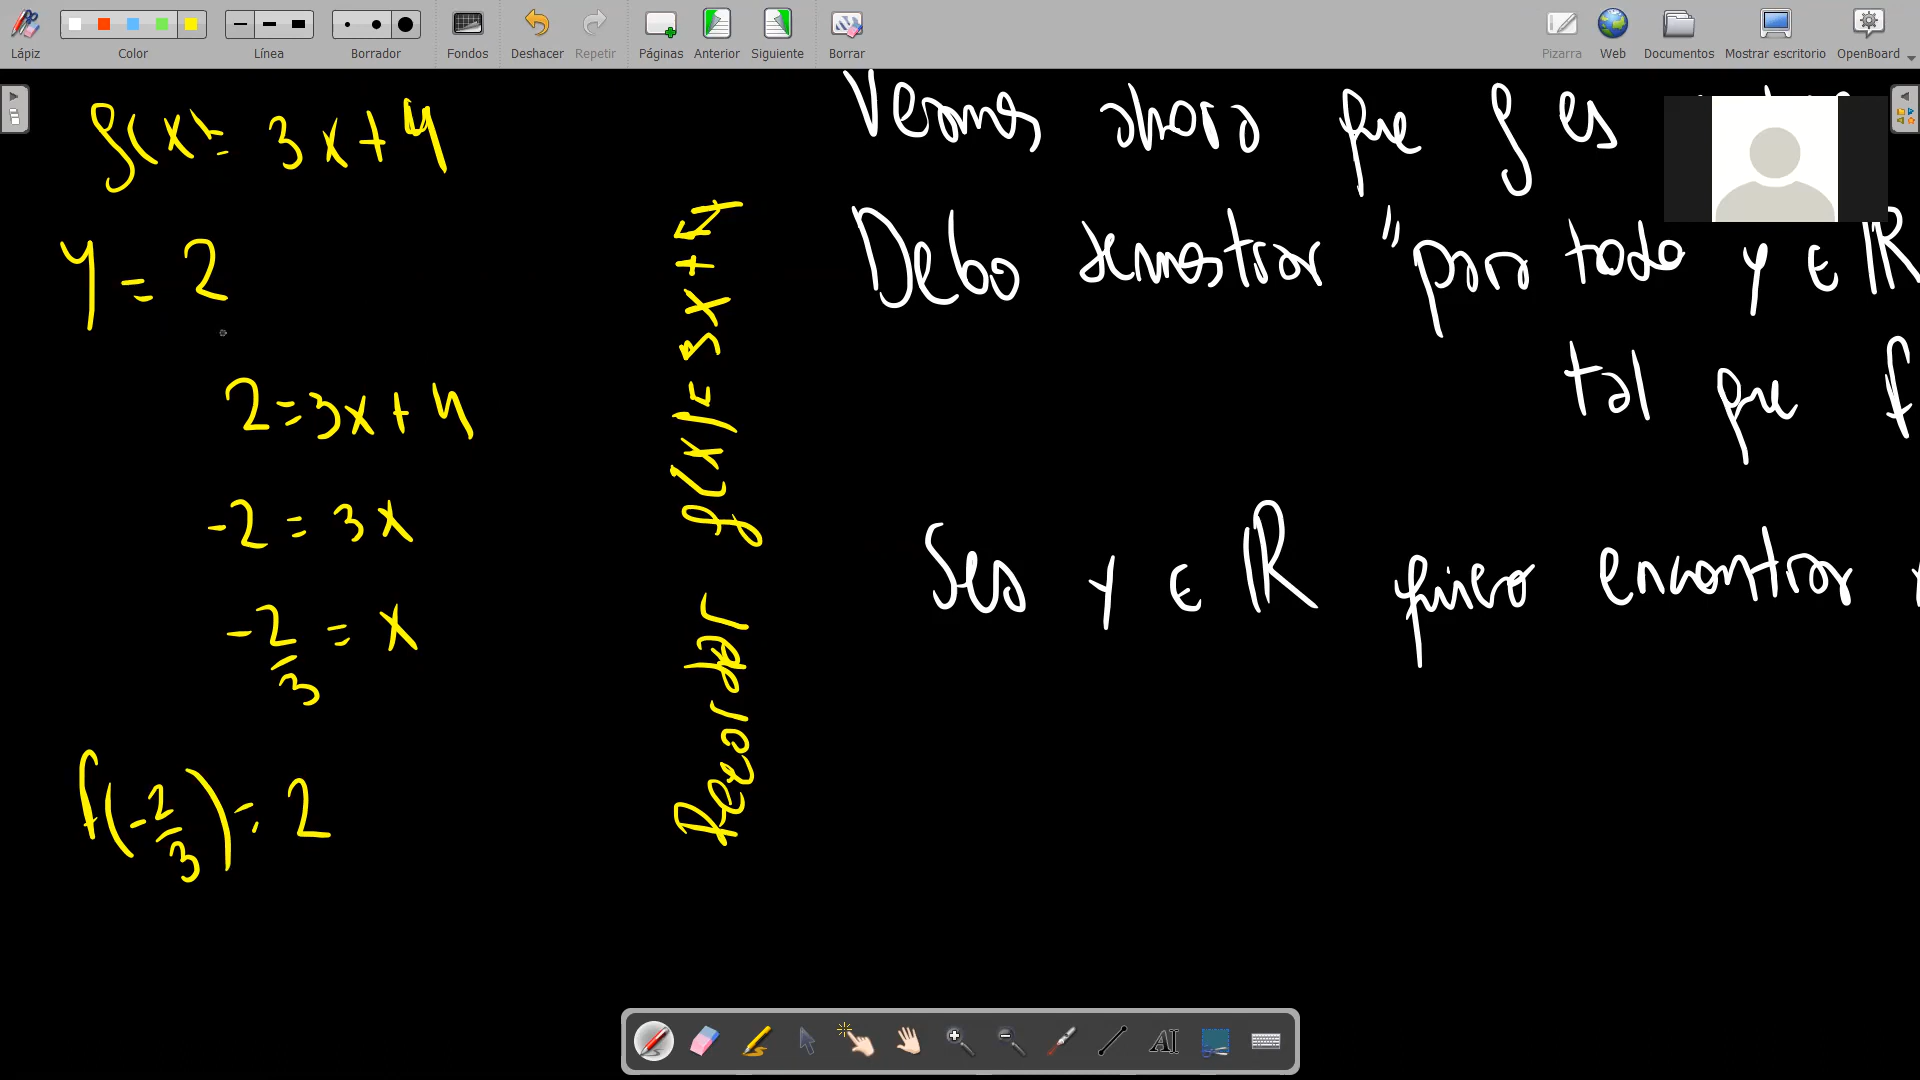 Lápiz Color Línea Borrador Fondos Deshacer Repetir Páginas Anterior Siguiente Borrar Pizarra Web Documentos Mostrar escritorio OpenBoard
f(x) = 3x+4
y = 2
2=3x+4
-2 = 3x
-2/3 = x
f(-2/3) = 2
Recordar f(x) = 3x+4
Veamos ahora que f es
Debo demostrar "para todo y ∈ ℝ
tal que f
Sea y ∈ ℝ quiero encontrar